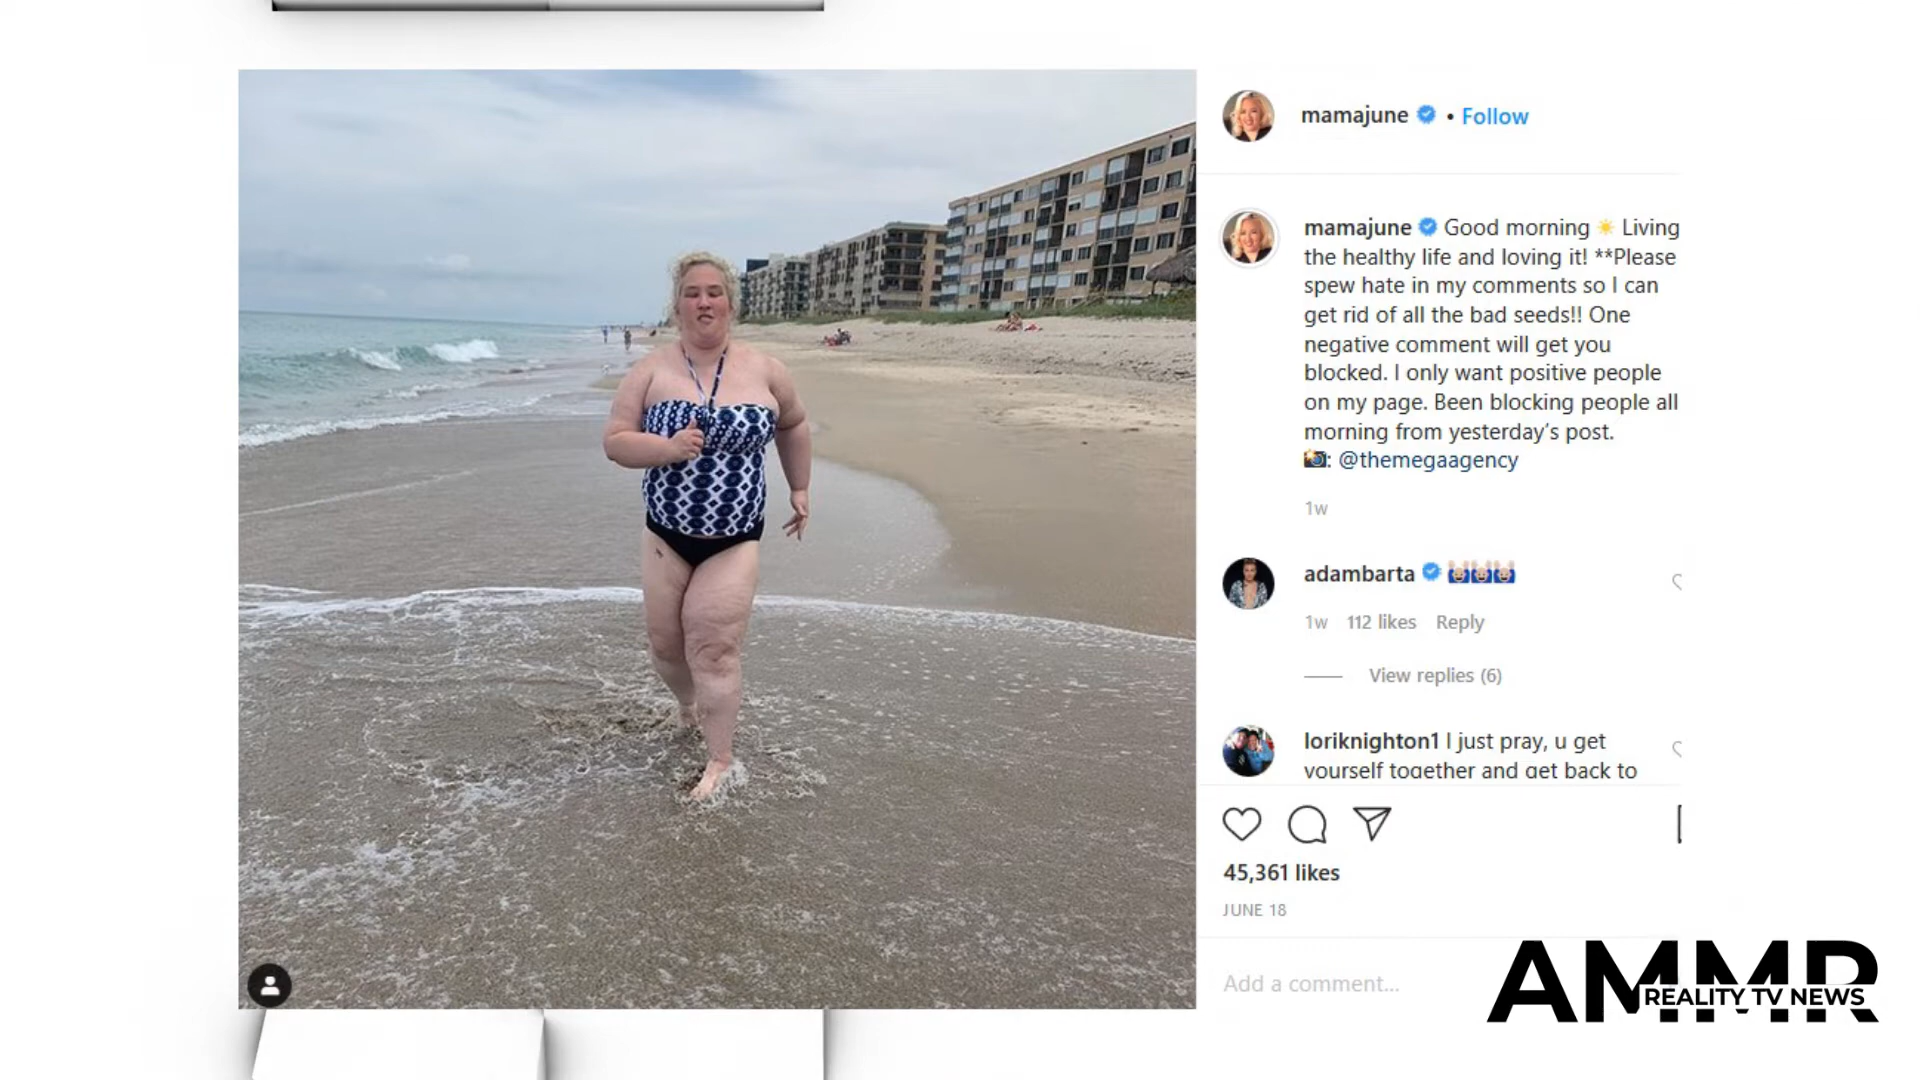 mamajune • Follow
mamajune Good morning ☀️ Living
the healthy life and loving it! **Please
spew hate in my comments so I can
get rid of all the bad seeds!! One
negative comment will get you
blocked. I only want positive people
on my page. Been blocking people all
morning from yesterday's post.
📸: @themegaagency
1w
adambarta 🙌🏼🙌🏼🙌🏼
1w 112 likes Reply
View replies (6)
loriknighton1 I just pray, u get
yourself together and get back to
45,361 likes
JUNE 18
Add a comment...
AMMR
REALITY TV NEWS